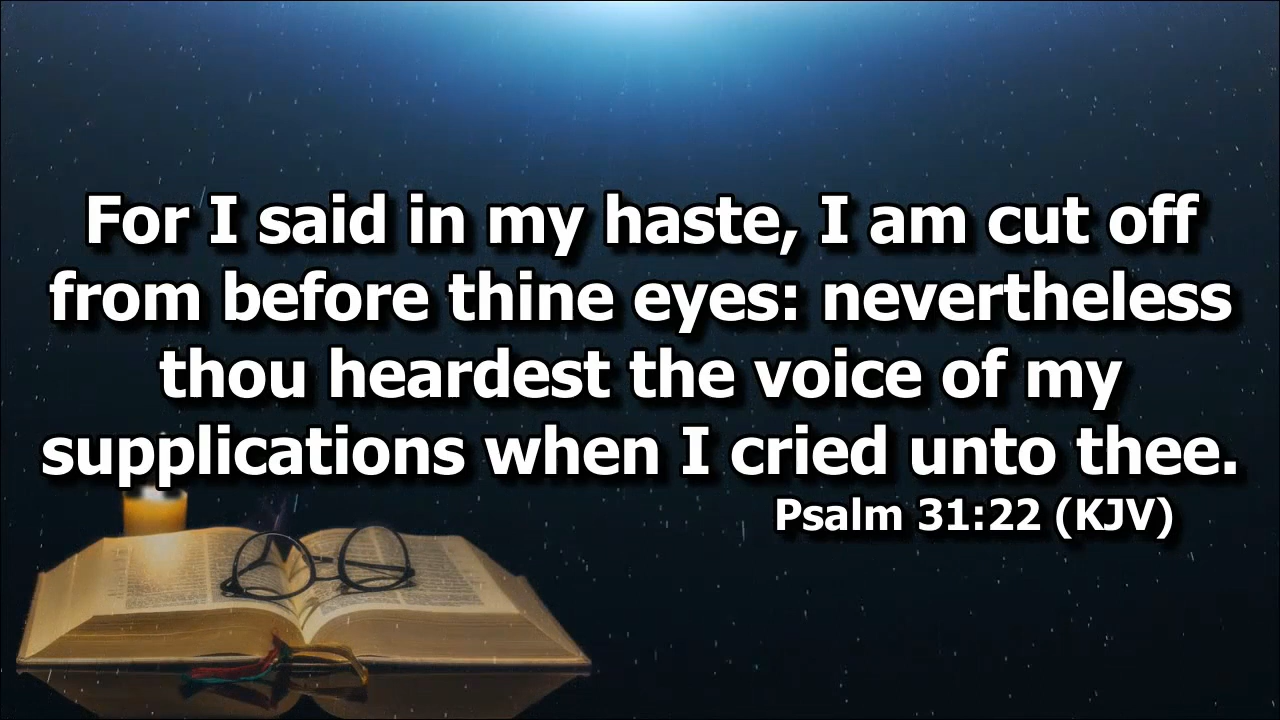 For I said in my haste, I am cut off
from before thine eyes: nevertheless
thou heardest the voice of my
supplications when I cried unto thee.
Psalm 31:22 (KJV)